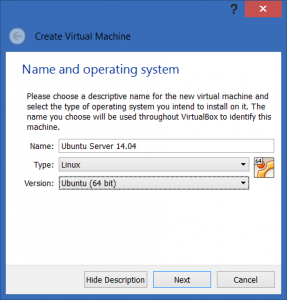 ?
Create Virtual Machine
Name and operating system
Please choose a descriptive name for the new virtual machine and
select the type of operating system you intend to install on it. The
name you choose will be used throughout VirtualBox to identify this
machine.
Name: Ubuntu Server 14.04
Type: Linux
64
Version: Ubuntu (64 bit)
Hide Description Next Cancel